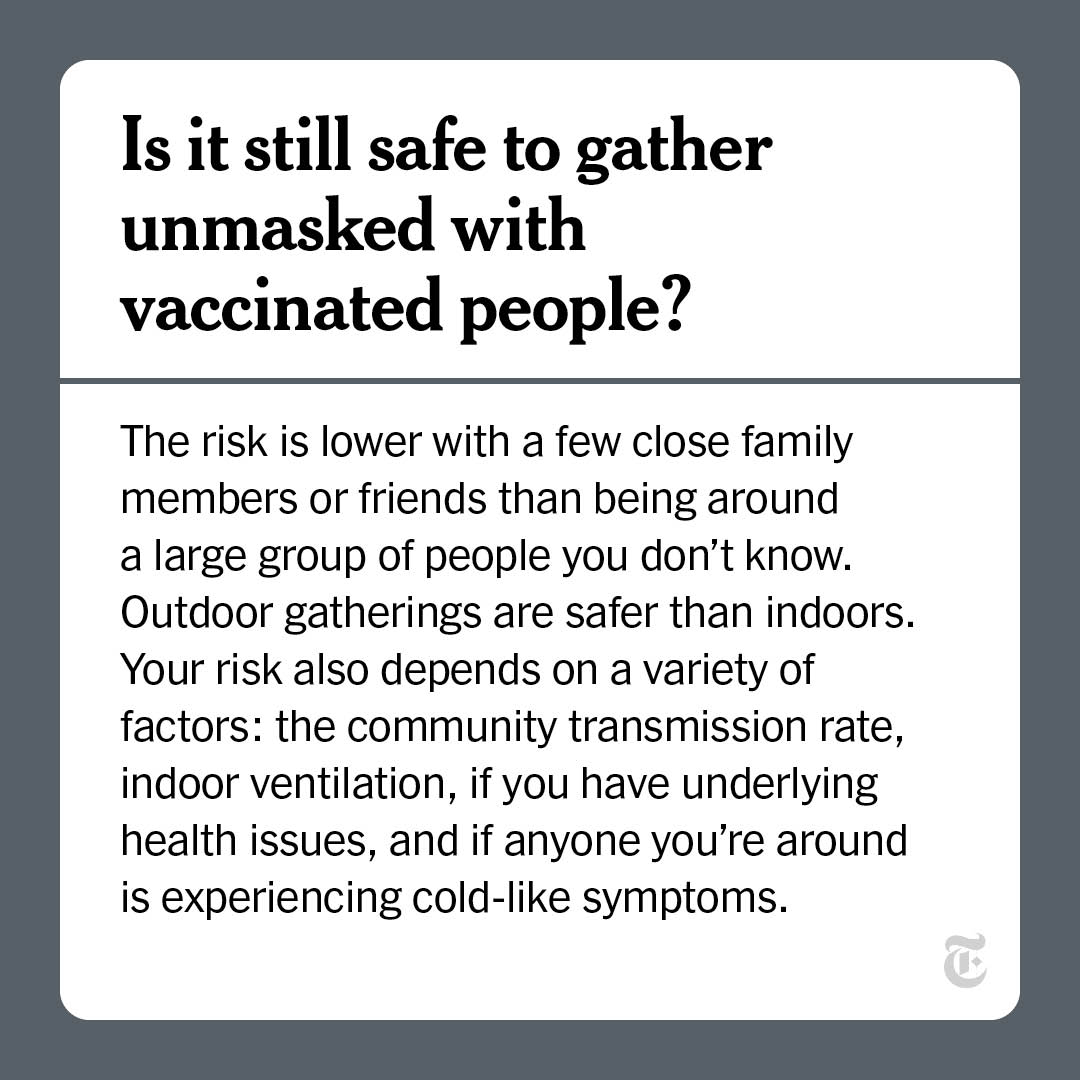 Is it still safe to gather
unmasked with
vaccinated people?
The risk is lower with a few close family
members or friends than being around
a large group of people you don’t know.
Outdoor gatherings are safer than indoors.
Your risk also depends on a variety of
factors: the community transmission rate,
indoor ventilation, if you have underlying
health issues, and if anyone you’re around
is experiencing cold-like symptoms.
T